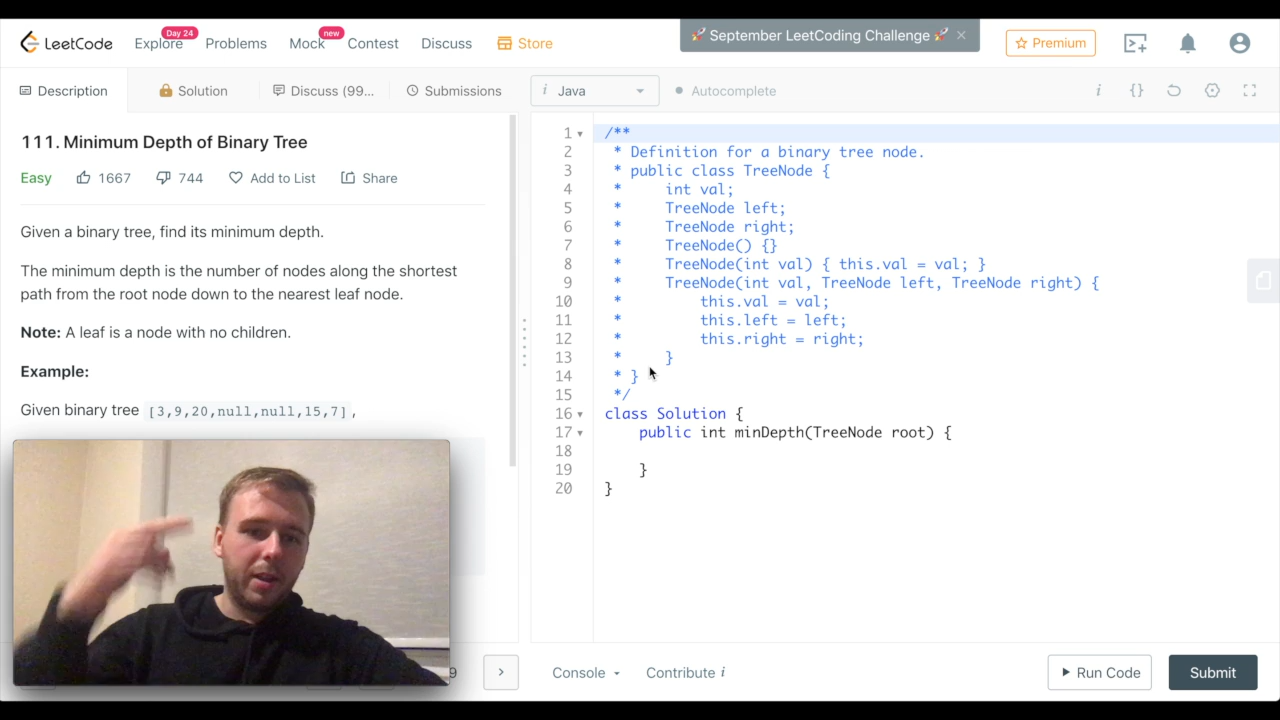 LeetCode
Explore
Day 24
Problems
Mock
new
Contest
Discuss
Store
🚀 September LeetCoding Challenge 🚀 ×
Premium
Description
Solution
Discuss (99...
Submissions
i Java
Autocomplete
i {}
111. Minimum Depth of Binary Tree
Easy
1667
744
Add to List
Share
Given a binary tree, find its minimum depth.
The minimum depth is the number of nodes along the shortest
path from the root node down to the nearest leaf node.
Note: A leaf is a node with no children.
Example:
Given binary tree [3,9,20,null,null,15,7],
9
1 /**
2  * Definition for a binary tree node.
3  * public class TreeNode {
4  *     int val;
5  *     TreeNode left;
6  *     TreeNode right;
7  *     TreeNode() {}
8  *     TreeNode(int val) { this.val = val; }
9  *     TreeNode(int val, TreeNode left, TreeNode right) {
10  *         this.val = val;
11  *         this.left = left;
12  *         this.right = right;
13  *     }
14  * }
15  */
16 class Solution {
17     public int minDepth(TreeNode root) {
18
19     }
20 }
Console
Contribute i
Run Code
Submit